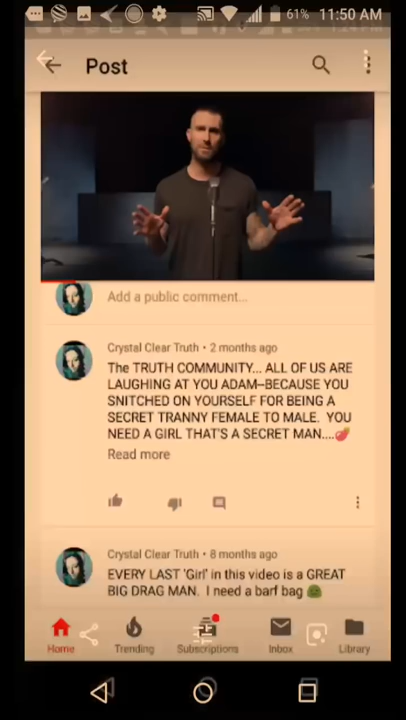 61% 11:50 AM
Post
Add a public comment...
Crystal Clear Truth • 2 months ago
The TRUTH COMMUNITY... ALL OF US ARE
LAUGHING AT YOU ADAM--BECAUSE YOU
SNITCHED ON YOURSELF FOR BEING A
SECRET TRANNY FEMALE TO MALE. YOU
NEED A GIRL THAT'S A SECRET MAN....🍆
Read more
Crystal Clear Truth • 8 months ago
EVERY LAST 'Girl' in this video is a GREAT
BIG DRAG MAN. I need a barf bag 🤢
Home Trending Subscriptions Inbox Library